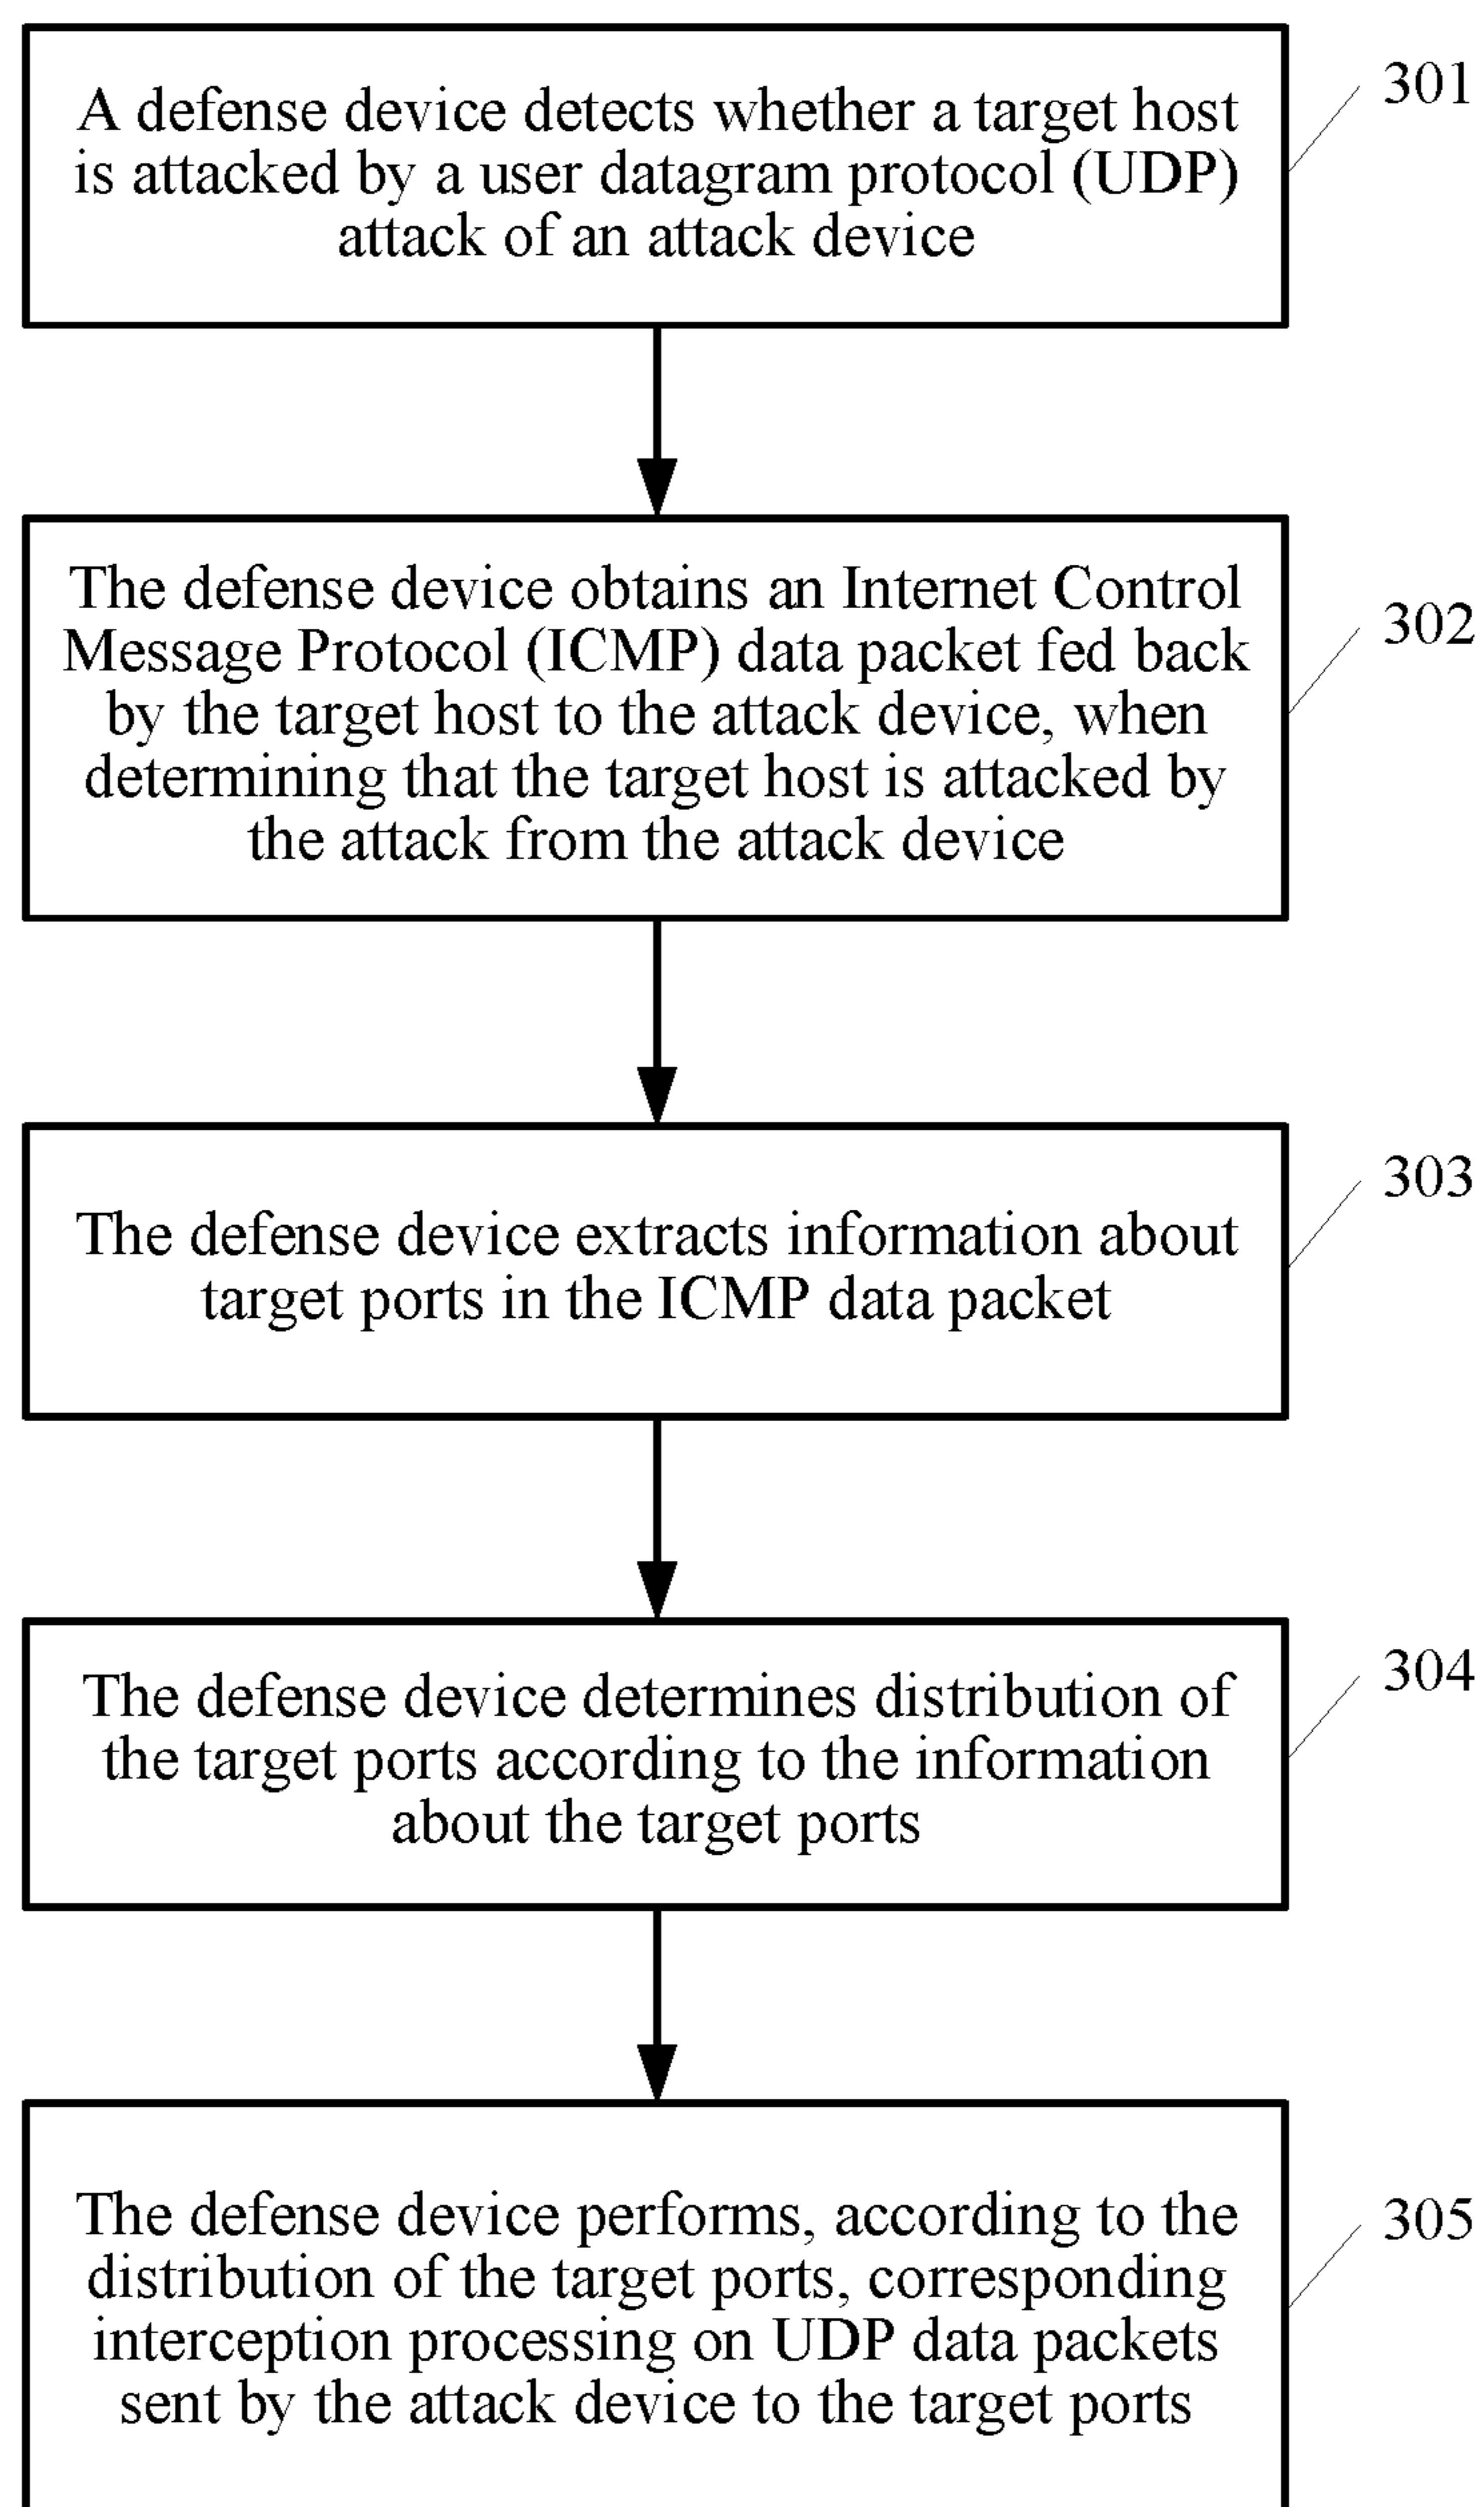 A defense device detects whether a target host
is attacked by a user datagram protocol (UDP)
attack of an attack device
301
The defense device obtains an Internet Control
Message Protocol (ICMP) data packet fed back
by the target host to the attack device, when
determining that the target host is attacked by
the attack from the attack device
302
The defense device extracts information about
target ports in the ICMP data packet
303
The defense device determines distribution of
the target ports according to the information
about the target ports
304
The defense device performs, according to the
distribution of the target ports, corresponding
interception processing on UDP data packets
sent by the attack device to the target ports
305